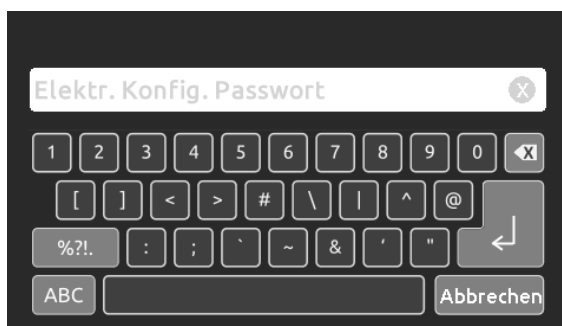 Elektr. Konfig. Passwort
1 2 3 4 5 6 7 8 9 0 X
[ ] < > # \ | ^ @
%?!. : ; ` ~ & ' "
ABC Abbrechen